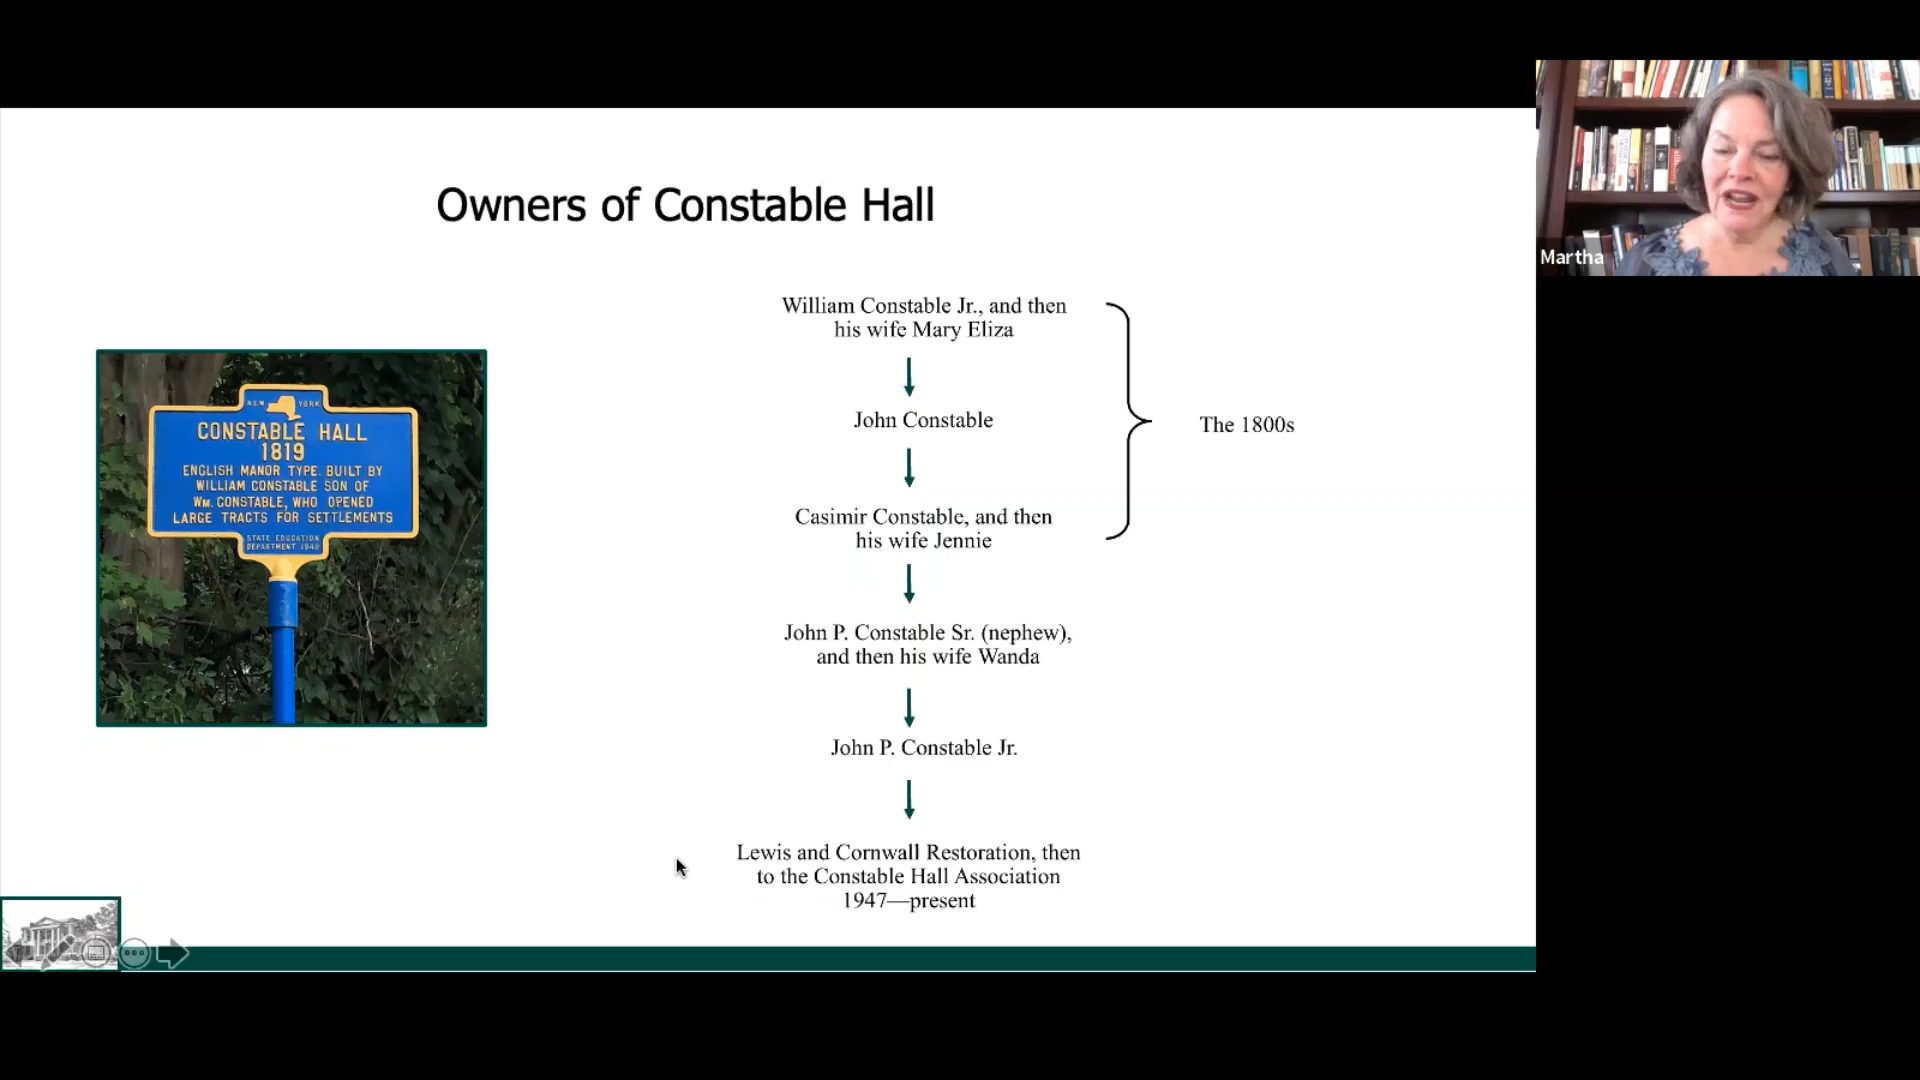 Owners of Constable Hall
NEW YORK
CONSTABLE HALL
1819
ENGLISH MANOR TYPE. BUILT BY
WILLIAM CONSTABLE SON OF
WM. CONSTABLE, WHO OPENED
LARGE TRACTS FOR SETTLEMENTS
STATE EDUCATION
DEPARTMENT 1949
William Constable Jr., and then
his wife Mary Eliza
John Constable
Casimir Constable, and then
his wife Jennie
The 1800s
John P. Constable Sr. (nephew),
and then his wife Wanda
John P. Constable Jr.
Lewis and Cornwall Restoration, then
to the Constable Hall Association
1947—present
Martha